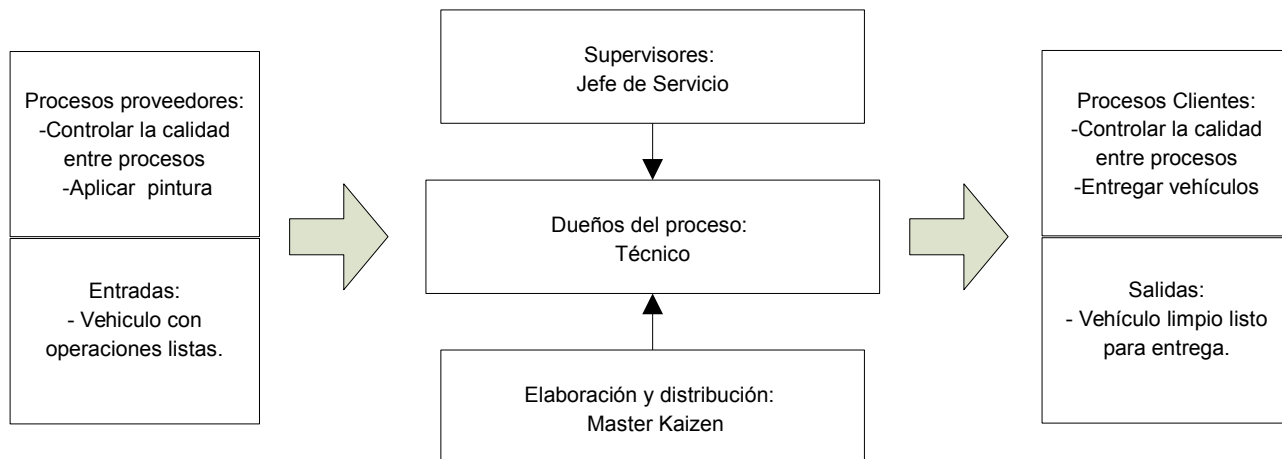 Procesos proveedores:
-Controlar la calidad
entre procesos
-Aplicar pintura
Entradas:
- Vehiculo con
operaciones listas.
Supervisores:
Jefe de Servicio
Dueños del proceso:
Técnico
Elaboración y distribución:
Master Kaizen
Procesos Clientes:
-Controlar la calidad
entre procesos
-Entregar vehículos
Salidas:
- Vehículo limpio listo
para entrega.